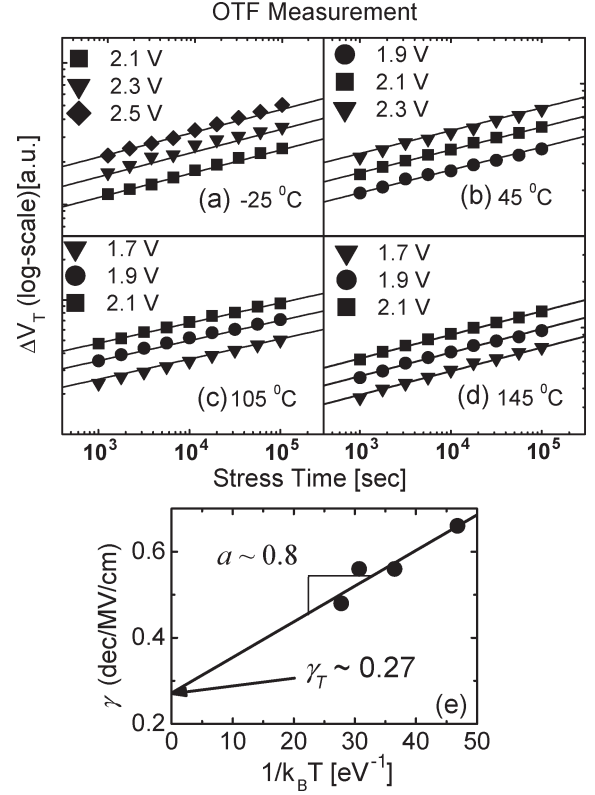 OTF Measurement
2.1 V
2.3 V
2.5 V
(a) -25 ⁰C
1.9 V
2.1 V
2.3 V
(b) 45 ⁰C
ΔV_T (log-scale)[a.u.]
1.7 V
1.9 V
2.1 V
(c) 105 ⁰C
1.7 V
1.9 V
2.1 V
(d) 145 ⁰C
10³ 10⁴ 10⁵ 10³ 10⁴ 10⁵
Stress Time [sec]
γ (dec/MV/cm)
0.6
0.4
0.2
a ~ 0.8
γ_T ~ 0.27
(e)
0 10 20 30 40 50
1/k_BT [eV⁻¹]